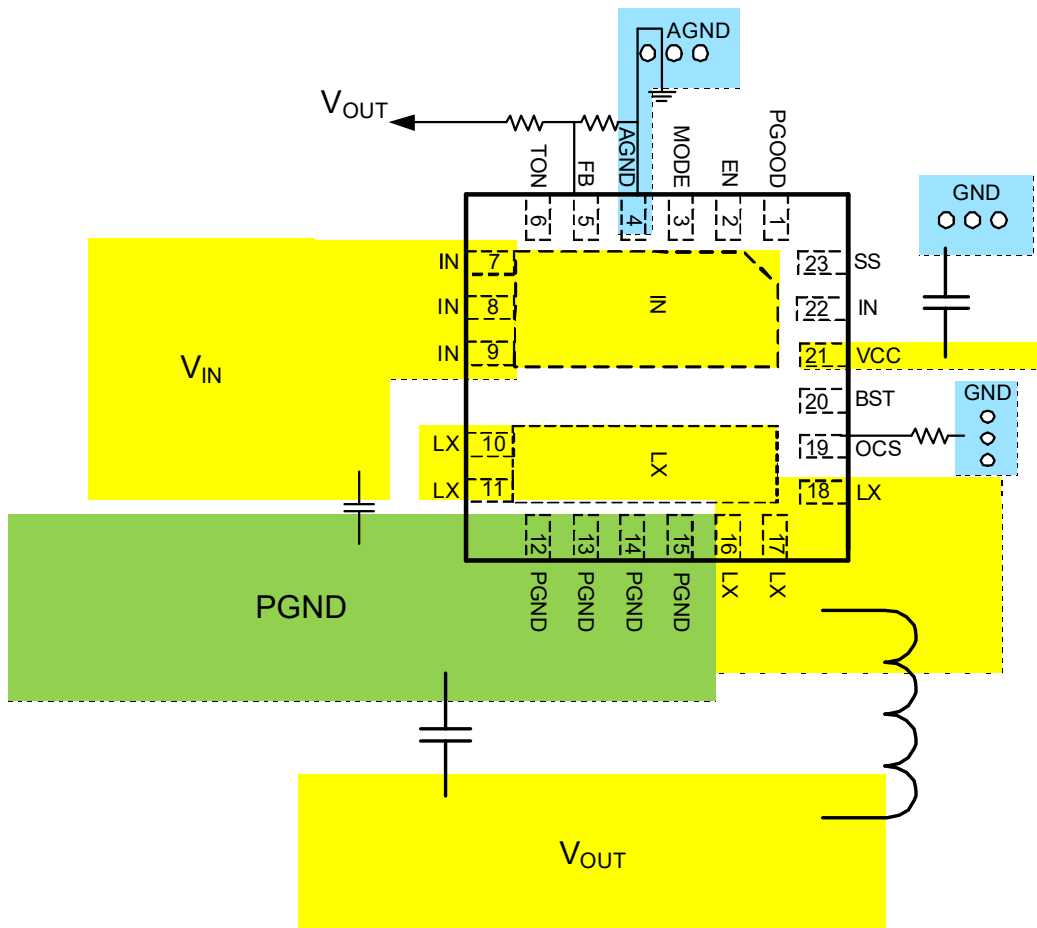 AGND
VOUT
TON
FB
AGND
MODE
EN
PGOOD
6
5
4
3
2
1
GND
IN 7
23 SS
IN 8
22 IN
IN
IN 9
21 VCC
VIN
20 BST
GND
LX 10
19 OCS
LX
LX 11
18 LX
12
13
14
15
16
17
PGND
PGND
PGND
PGND
LX
LX
PGND
VOUT